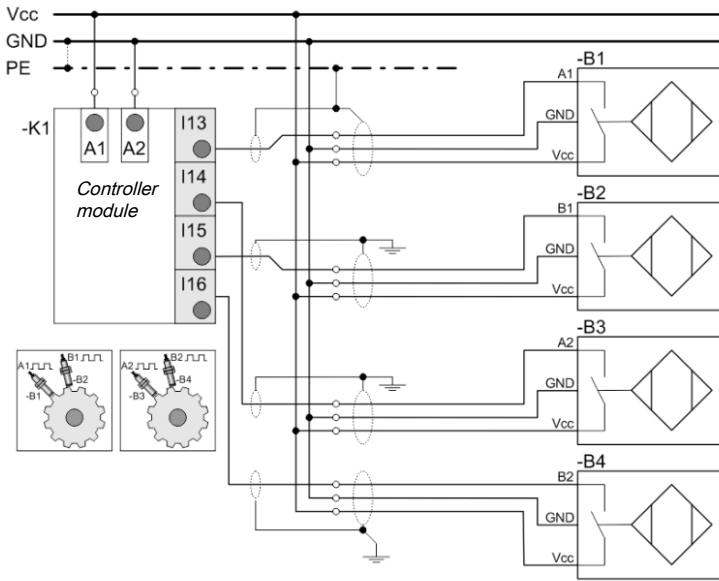 Vcc
GND
PE
-K1
A1
A2
Controller
module
I13
I14
I15
I16
-B1
A1
GND
Vcc
-B2
B1
GND
Vcc
-B3
A2
GND
Vcc
-B4
B2
GND
Vcc
A1
B1
-B1
-B2
A2
B2
-B3
-B4